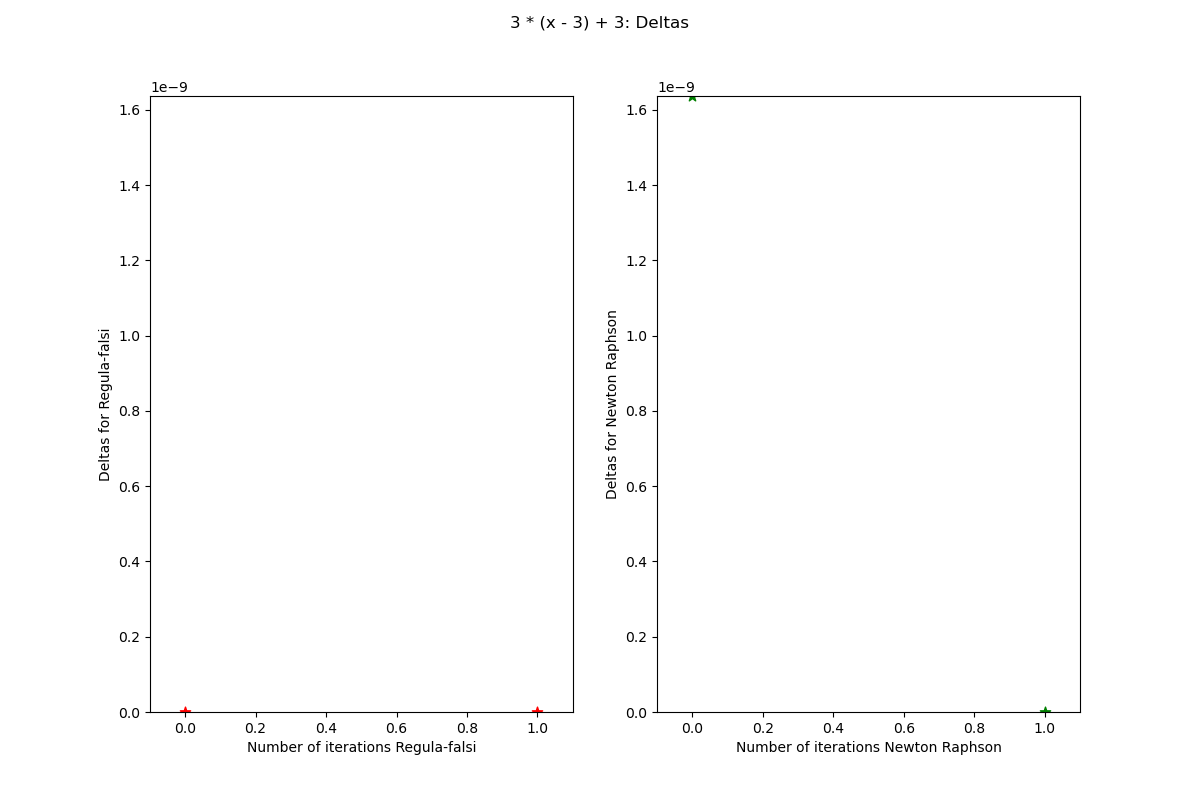 3 * (x - 3) + 3: Deltas
1e−9
1.6
1.4
1.2
1.0
0.8
0.6
0.4
0.2
0.0
Deltas for Regula-falsi
0.0 0.2 0.4 0.6 0.8 1.0
Number of iterations Regula-falsi
1e−9
1.6
1.4
1.2
1.0
0.8
0.6
0.4
0.2
0.0
Deltas for Newton Raphson
0.0 0.2 0.4 0.6 0.8 1.0
Number of iterations Newton Raphson